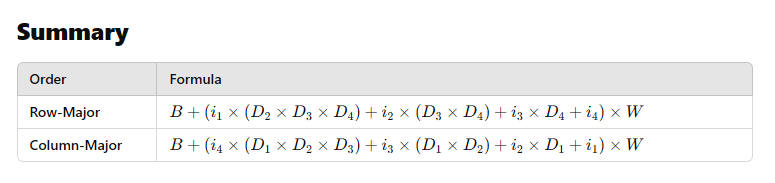 Summary
Order Formula
Row-Major B + (i₁ × (D₂ × D₃ × D₄) + i₂ × (D₃ × D₄) + i₃ × D₄ + i₄) × W
Column-Major B + (i₄ × (D₁ × D₂ × D₃) + i₃ × (D₁ × D₂) + i₂ × D₁ + i₁) × W